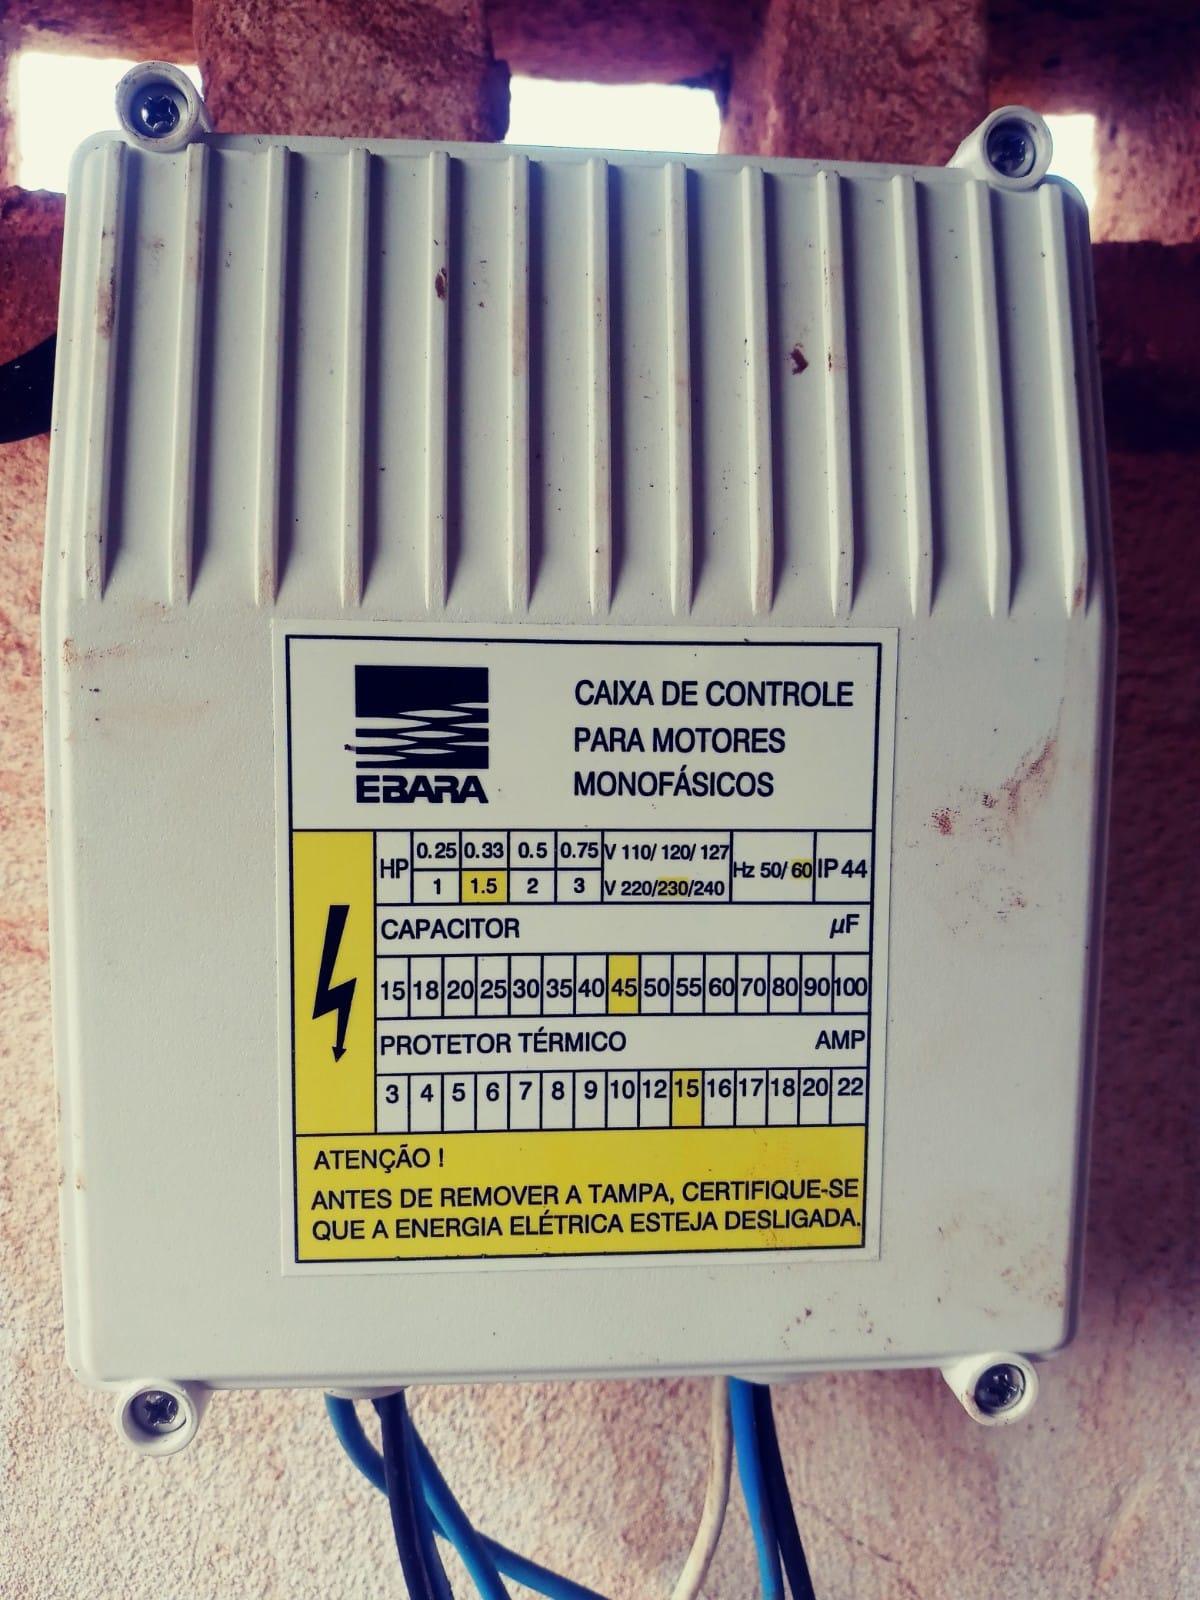 EBARA
CAIXA DE CONTROLE
PARA MOTORES
MONOFÁSICOS
HP 0.25 0.33 0.5 0.75 V 110/ 120/ 127 Hz 50/ 60 IP 44
1 1.5 2 3 V 220/230/240
CAPACITOR µF
15 18 20 25 30 35 40 45 50 55 60 70 80 90 100
PROTETOR TÉRMICO AMP
3 4 5 6 7 8 9 10 12 15 16 17 18 20 22
ATENÇÃO !
ANTES DE REMOVER A TAMPA, CERTIFIQUE-SE
QUE A ENERGIA ELÉTRICA ESTEJA DESLIGADA.